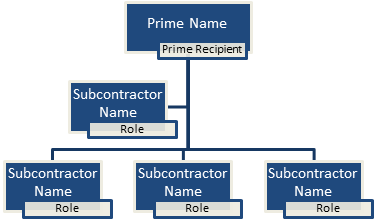 Prime Name
Prime Recipient
Subcontractor
Name
Role
Subcontractor
Name
Role
Subcontractor
Name
Role
Subcontractor
Name
Role